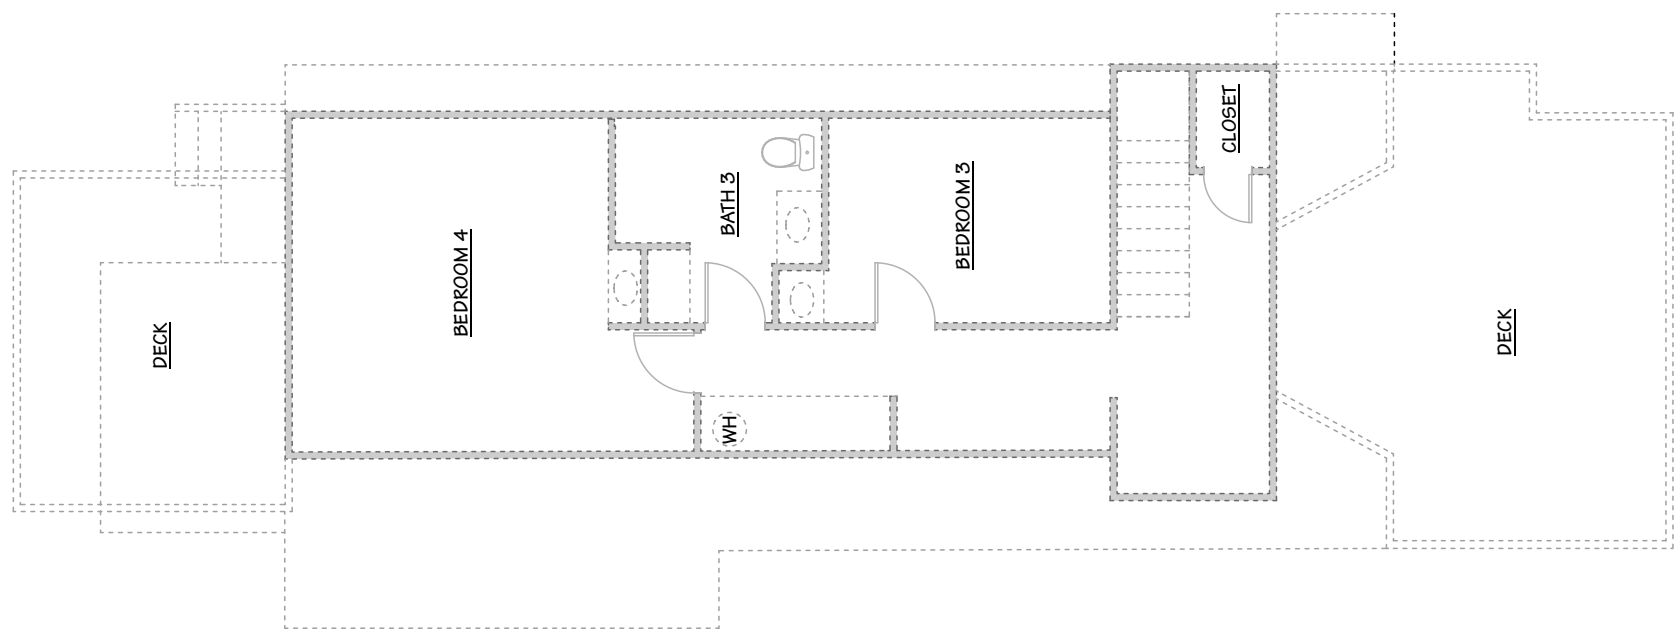 DECK
BEDROOM 4
BATH 3
WH
BEDROOM 3
CLOSET
DECK